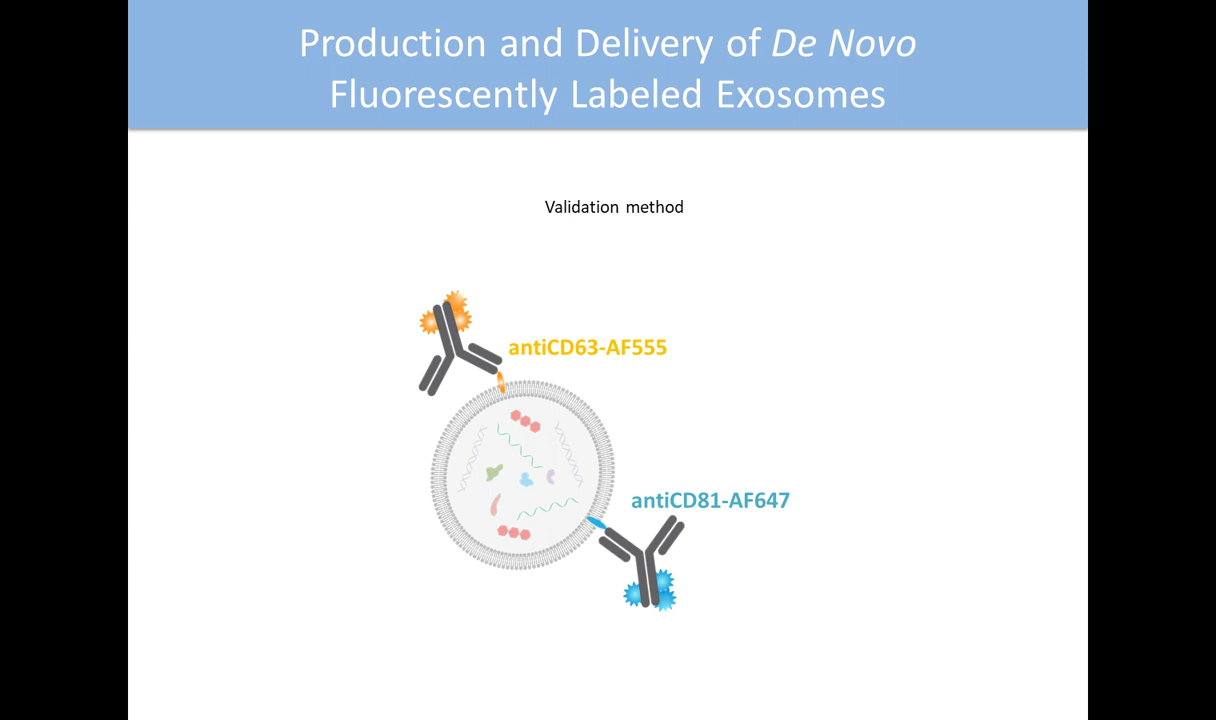 Production and Delivery of De Novo
Fluorescently Labeled Exosomes
Validation method
antiCD63-AF555
antiCD81-AF647